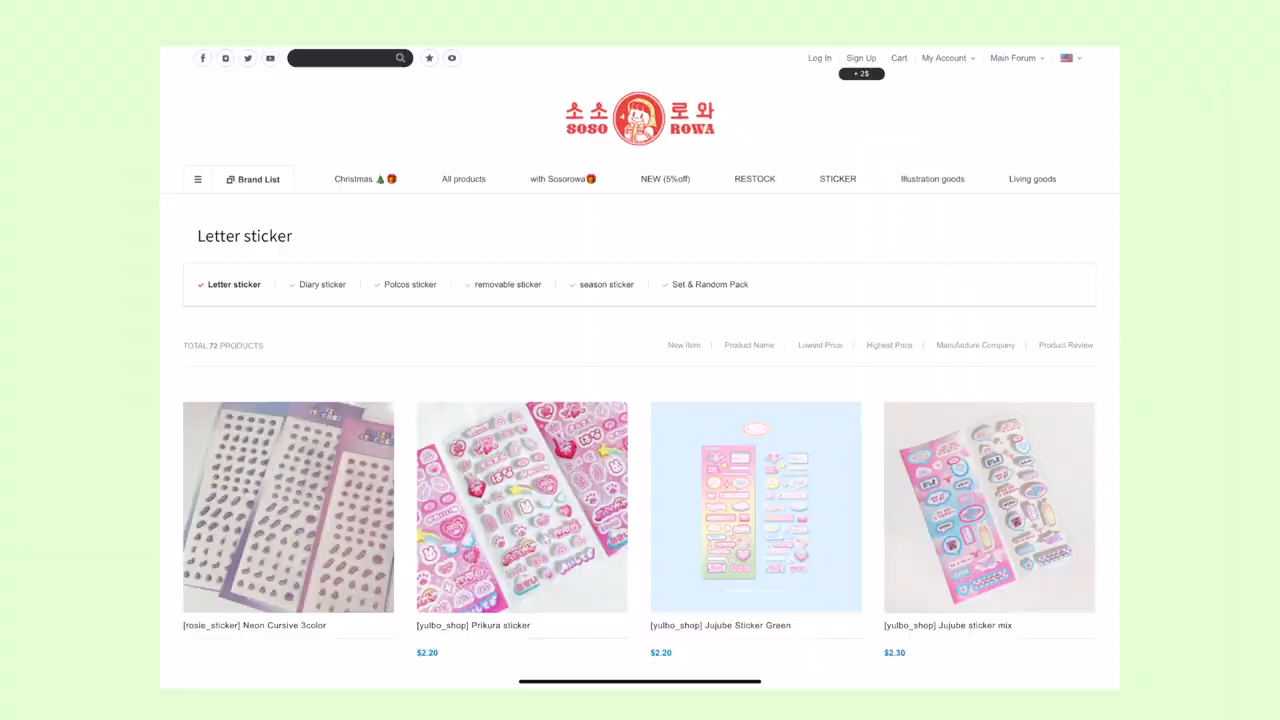 Log In
Sign Up
Cart
My Account
Main Forum
+ 2$
소소 로와
SOSO ROWA
Brand List
Christmas 🎄🎁
All products
with Sosorowa🎁
NEW (5%off)
RESTOCK
STICKER
Illustration goods
Living goods
Letter sticker
Letter sticker
Diary sticker
Polcos sticker
removable sticker
season sticker
Set & Random Pack
TOTAL 72 PRODUCTS
New Item
Product Name
Lowest Price
Highest Price
Manufacture Company
Product Review
[rosie_sticker] Neon Cursive 3color
[yulbo_shop] Prikura sticker
[yulbo_shop] Jujube Sticker Green
[yulbo_shop] Jujube sticker mix
$2.20
$2.20
$2.30